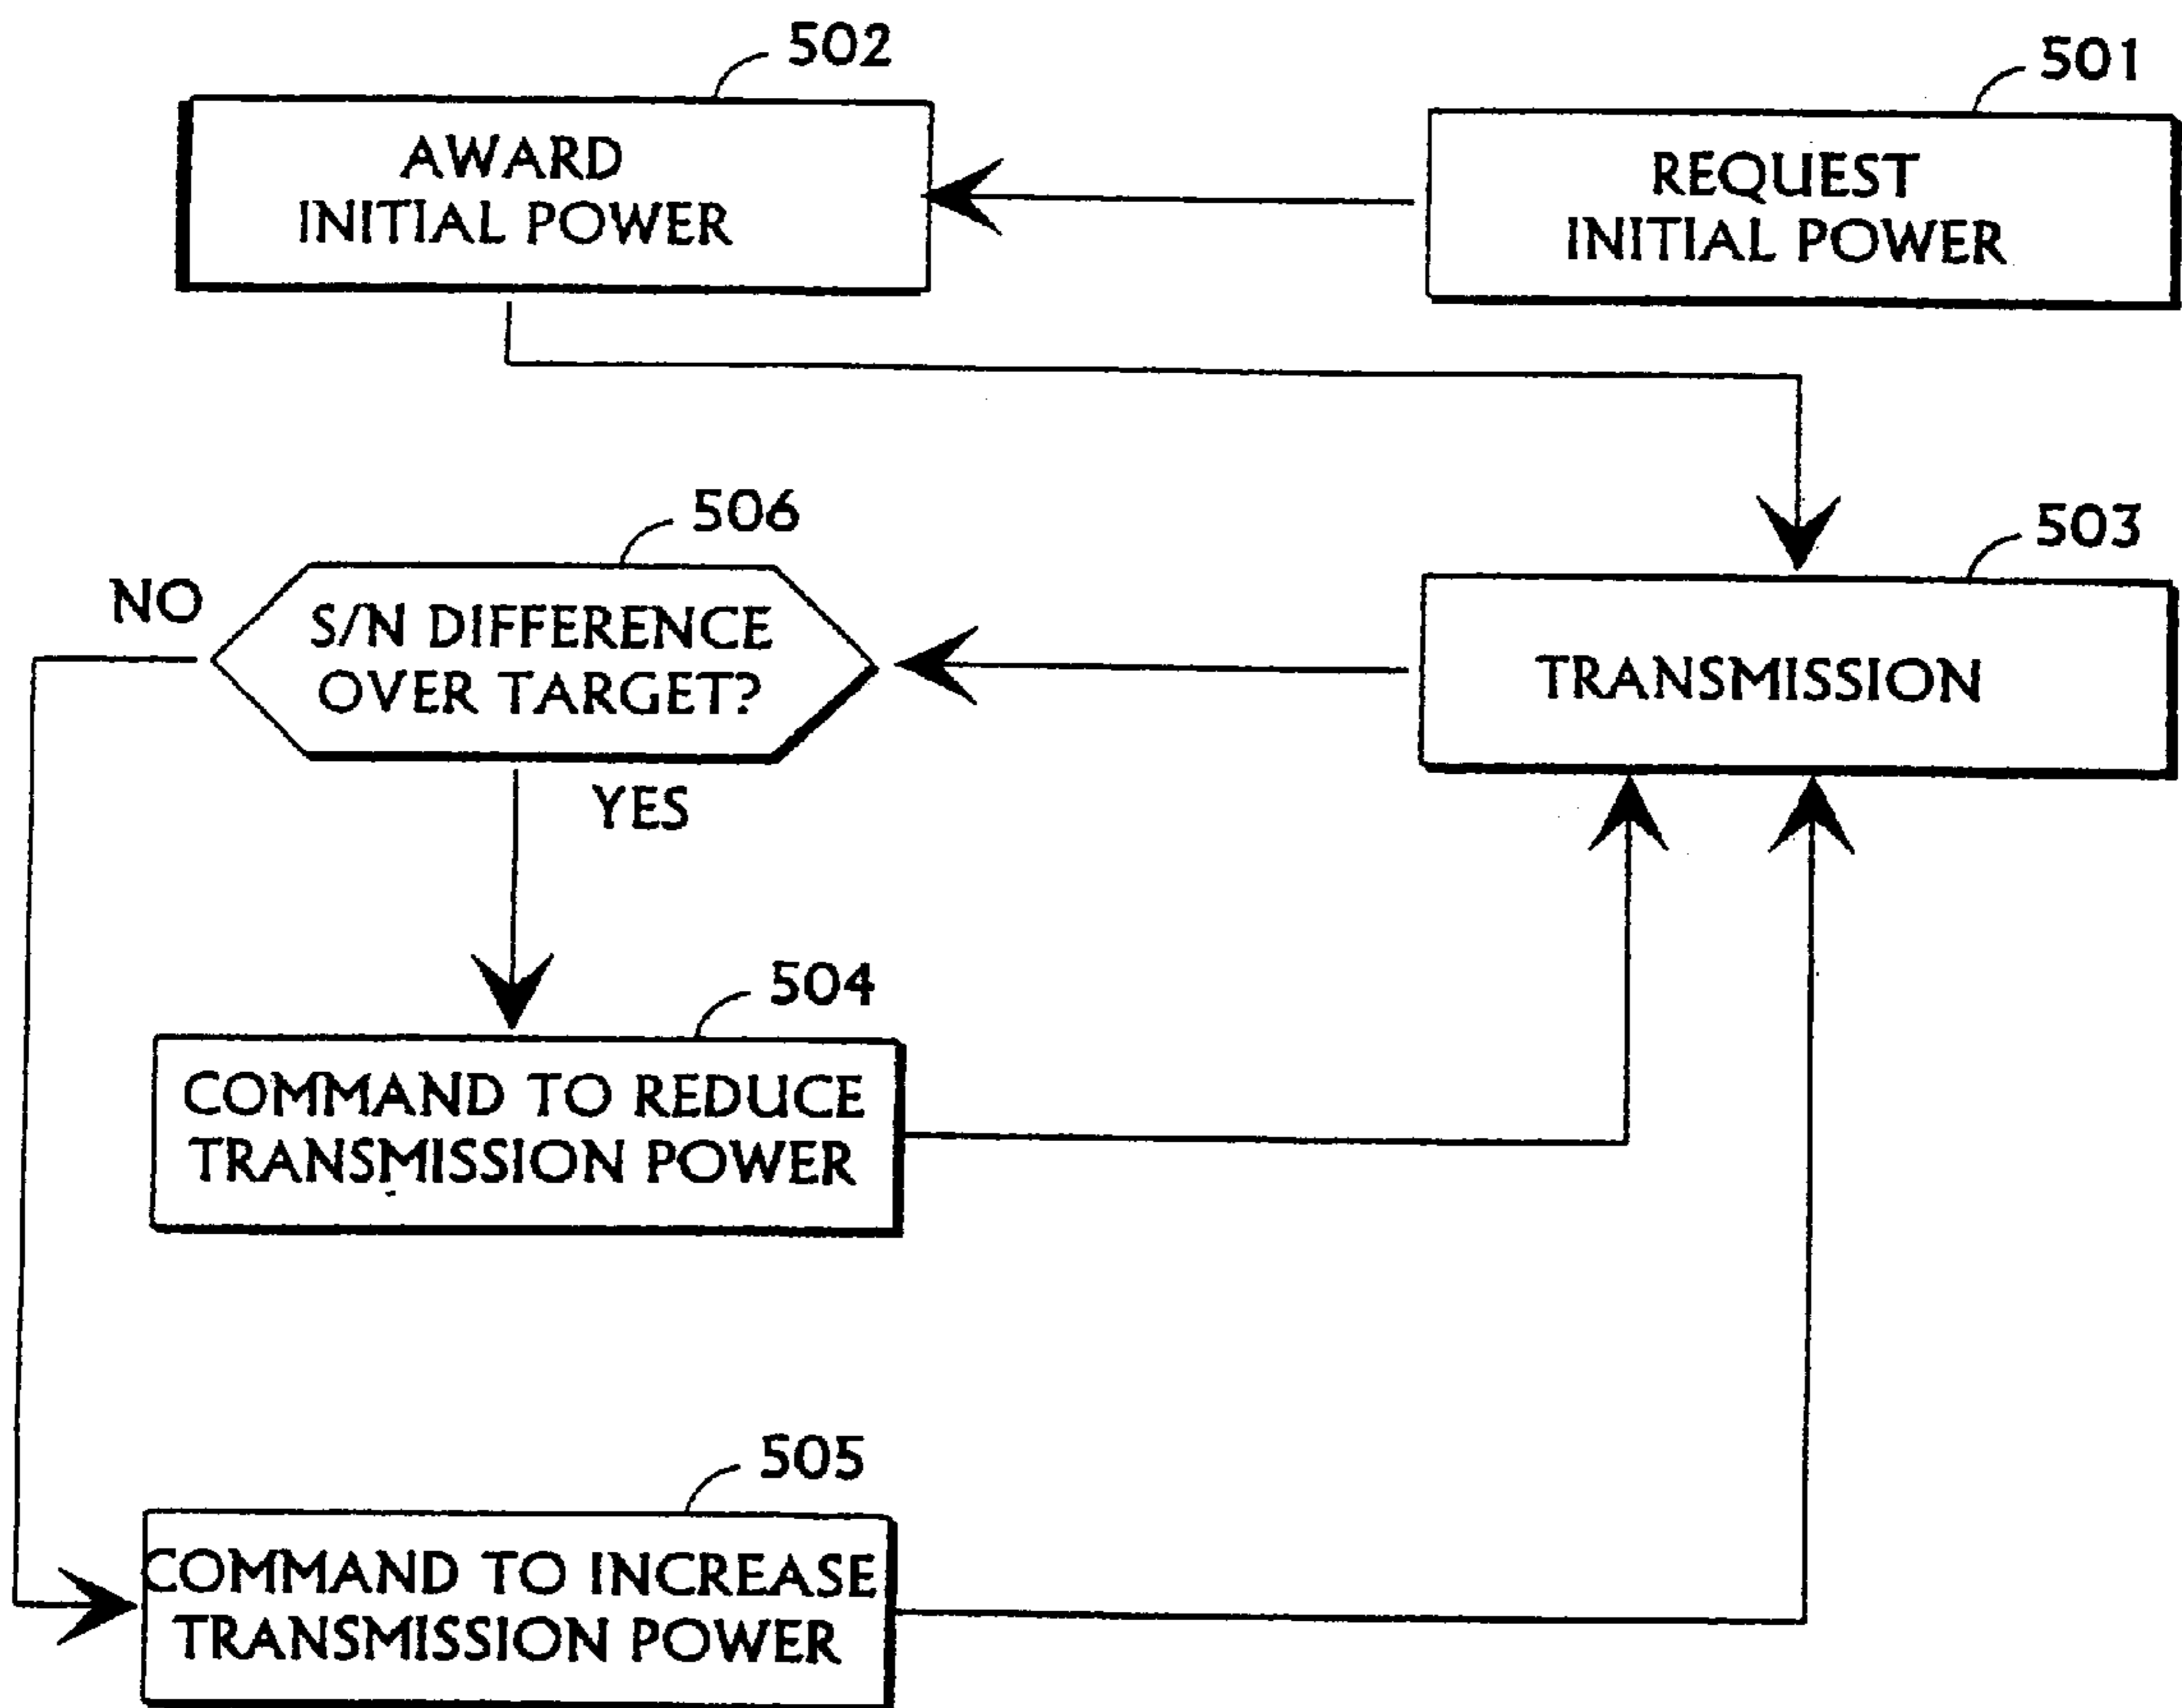 502
AWARD
INITIAL POWER
501
REQUEST
INITIAL POWER
506
NO
S/N DIFFERENCE
OVER TARGET?
YES
503
TRANSMISSION
504
COMMAND TO REDUCE
TRANSMISSION POWER
505
COMMAND TO INCREASE
TRANSMISSION POWER